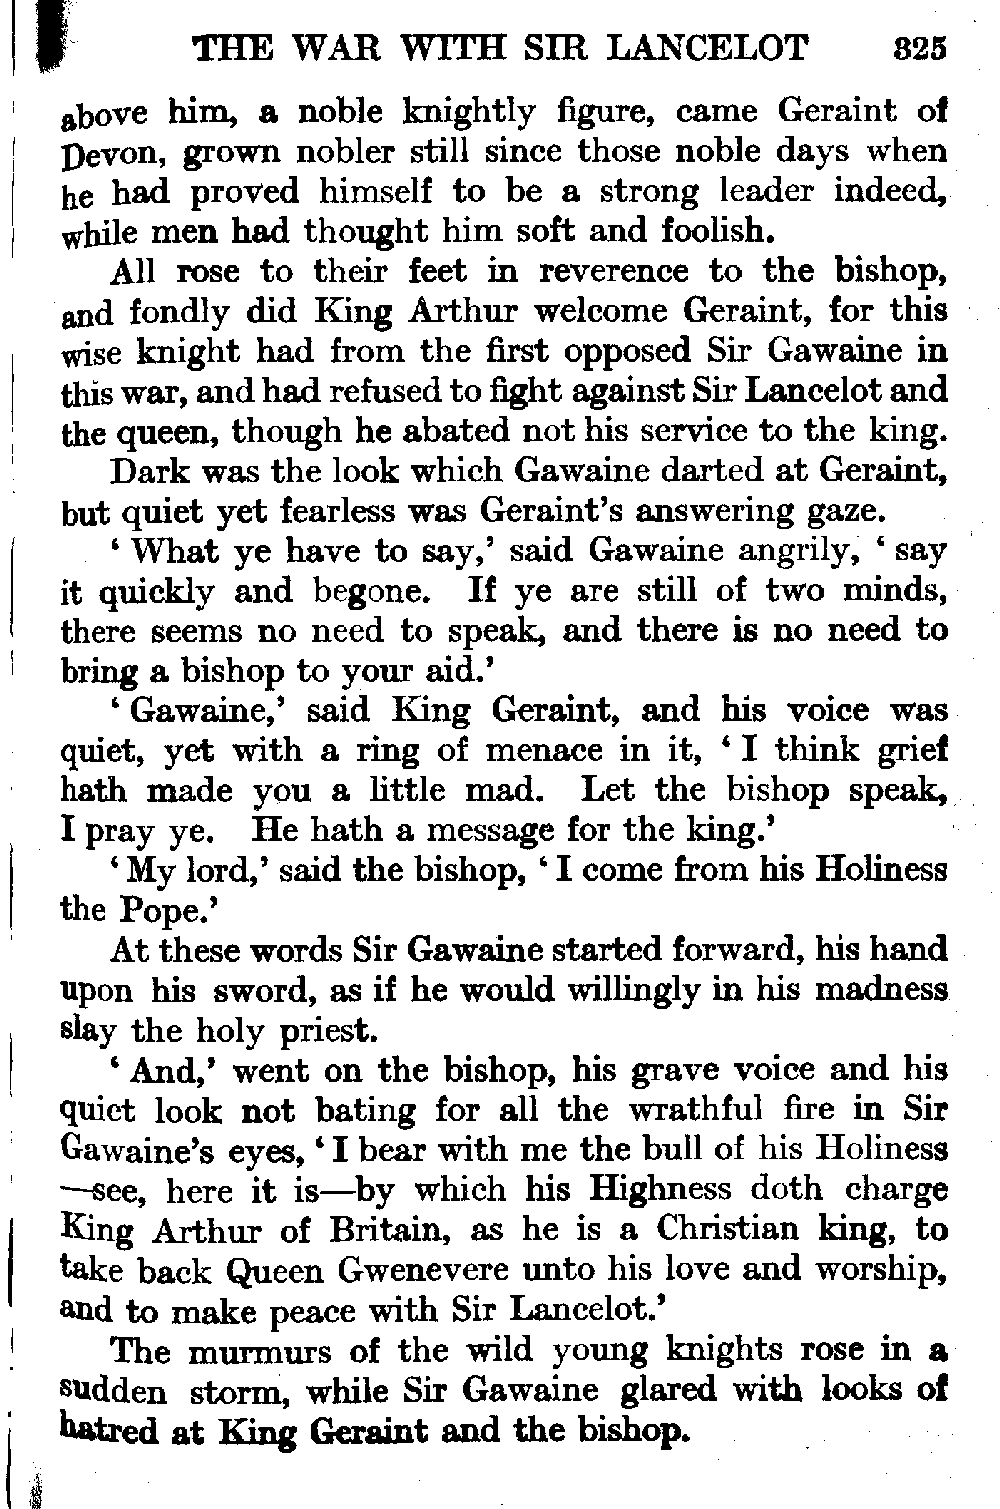 THE WAR WITH SIR LANCELOT 325
above him, a noble knightly figure, came Geraint of
Devon, grown nobler still since those noble days when
he had proved himself to be a strong leader indeed,
while men had thought him soft and foolish.
All rose to their feet in reverence to the bishop,
and fondly did King Arthur welcome Geraint, for this
wise knight had from the first opposed Sir Gawaine in
this war, and had refused to fight against Sir Lancelot and
the queen, though he abated not his service to the king.
Dark was the look which Gawaine darted at Geraint,
but quiet yet fearless was Geraint's answering gaze.
‘ What ye have to say,’ said Gawaine angrily, ‘ say
it quickly and begone. If ye are still of two minds,
there seems no need to speak, and there is no need to
bring a bishop to your aid.’
‘ Gawaine,’ said King Geraint, and his voice was
quiet, yet with a ring of menace in it, ‘ I think grief
hath made you a little mad. Let the bishop speak,
I pray ye. He hath a message for the king.’
‘ My lord,’ said the bishop, ‘ I come from his Holiness
the Pope.’
At these words Sir Gawaine started forward, his hand
upon his sword, as if he would willingly in his madness
slay the holy priest.
‘ And,’ went on the bishop, his grave voice and his
quiet look not bating for all the wrathful fire in Sir
Gawaine's eyes, ‘ I bear with me the bull of his Holiness
—see, here it is—by which his Highness doth charge
King Arthur of Britain, as he is a Christian king, to
take back Queen Gwenevere unto his love and worship,
and to make peace with Sir Lancelot.’
The murmurs of the wild young knights rose in a
sudden storm, while Sir Gawaine glared with looks of
hatred at King Geraint and the bishop.